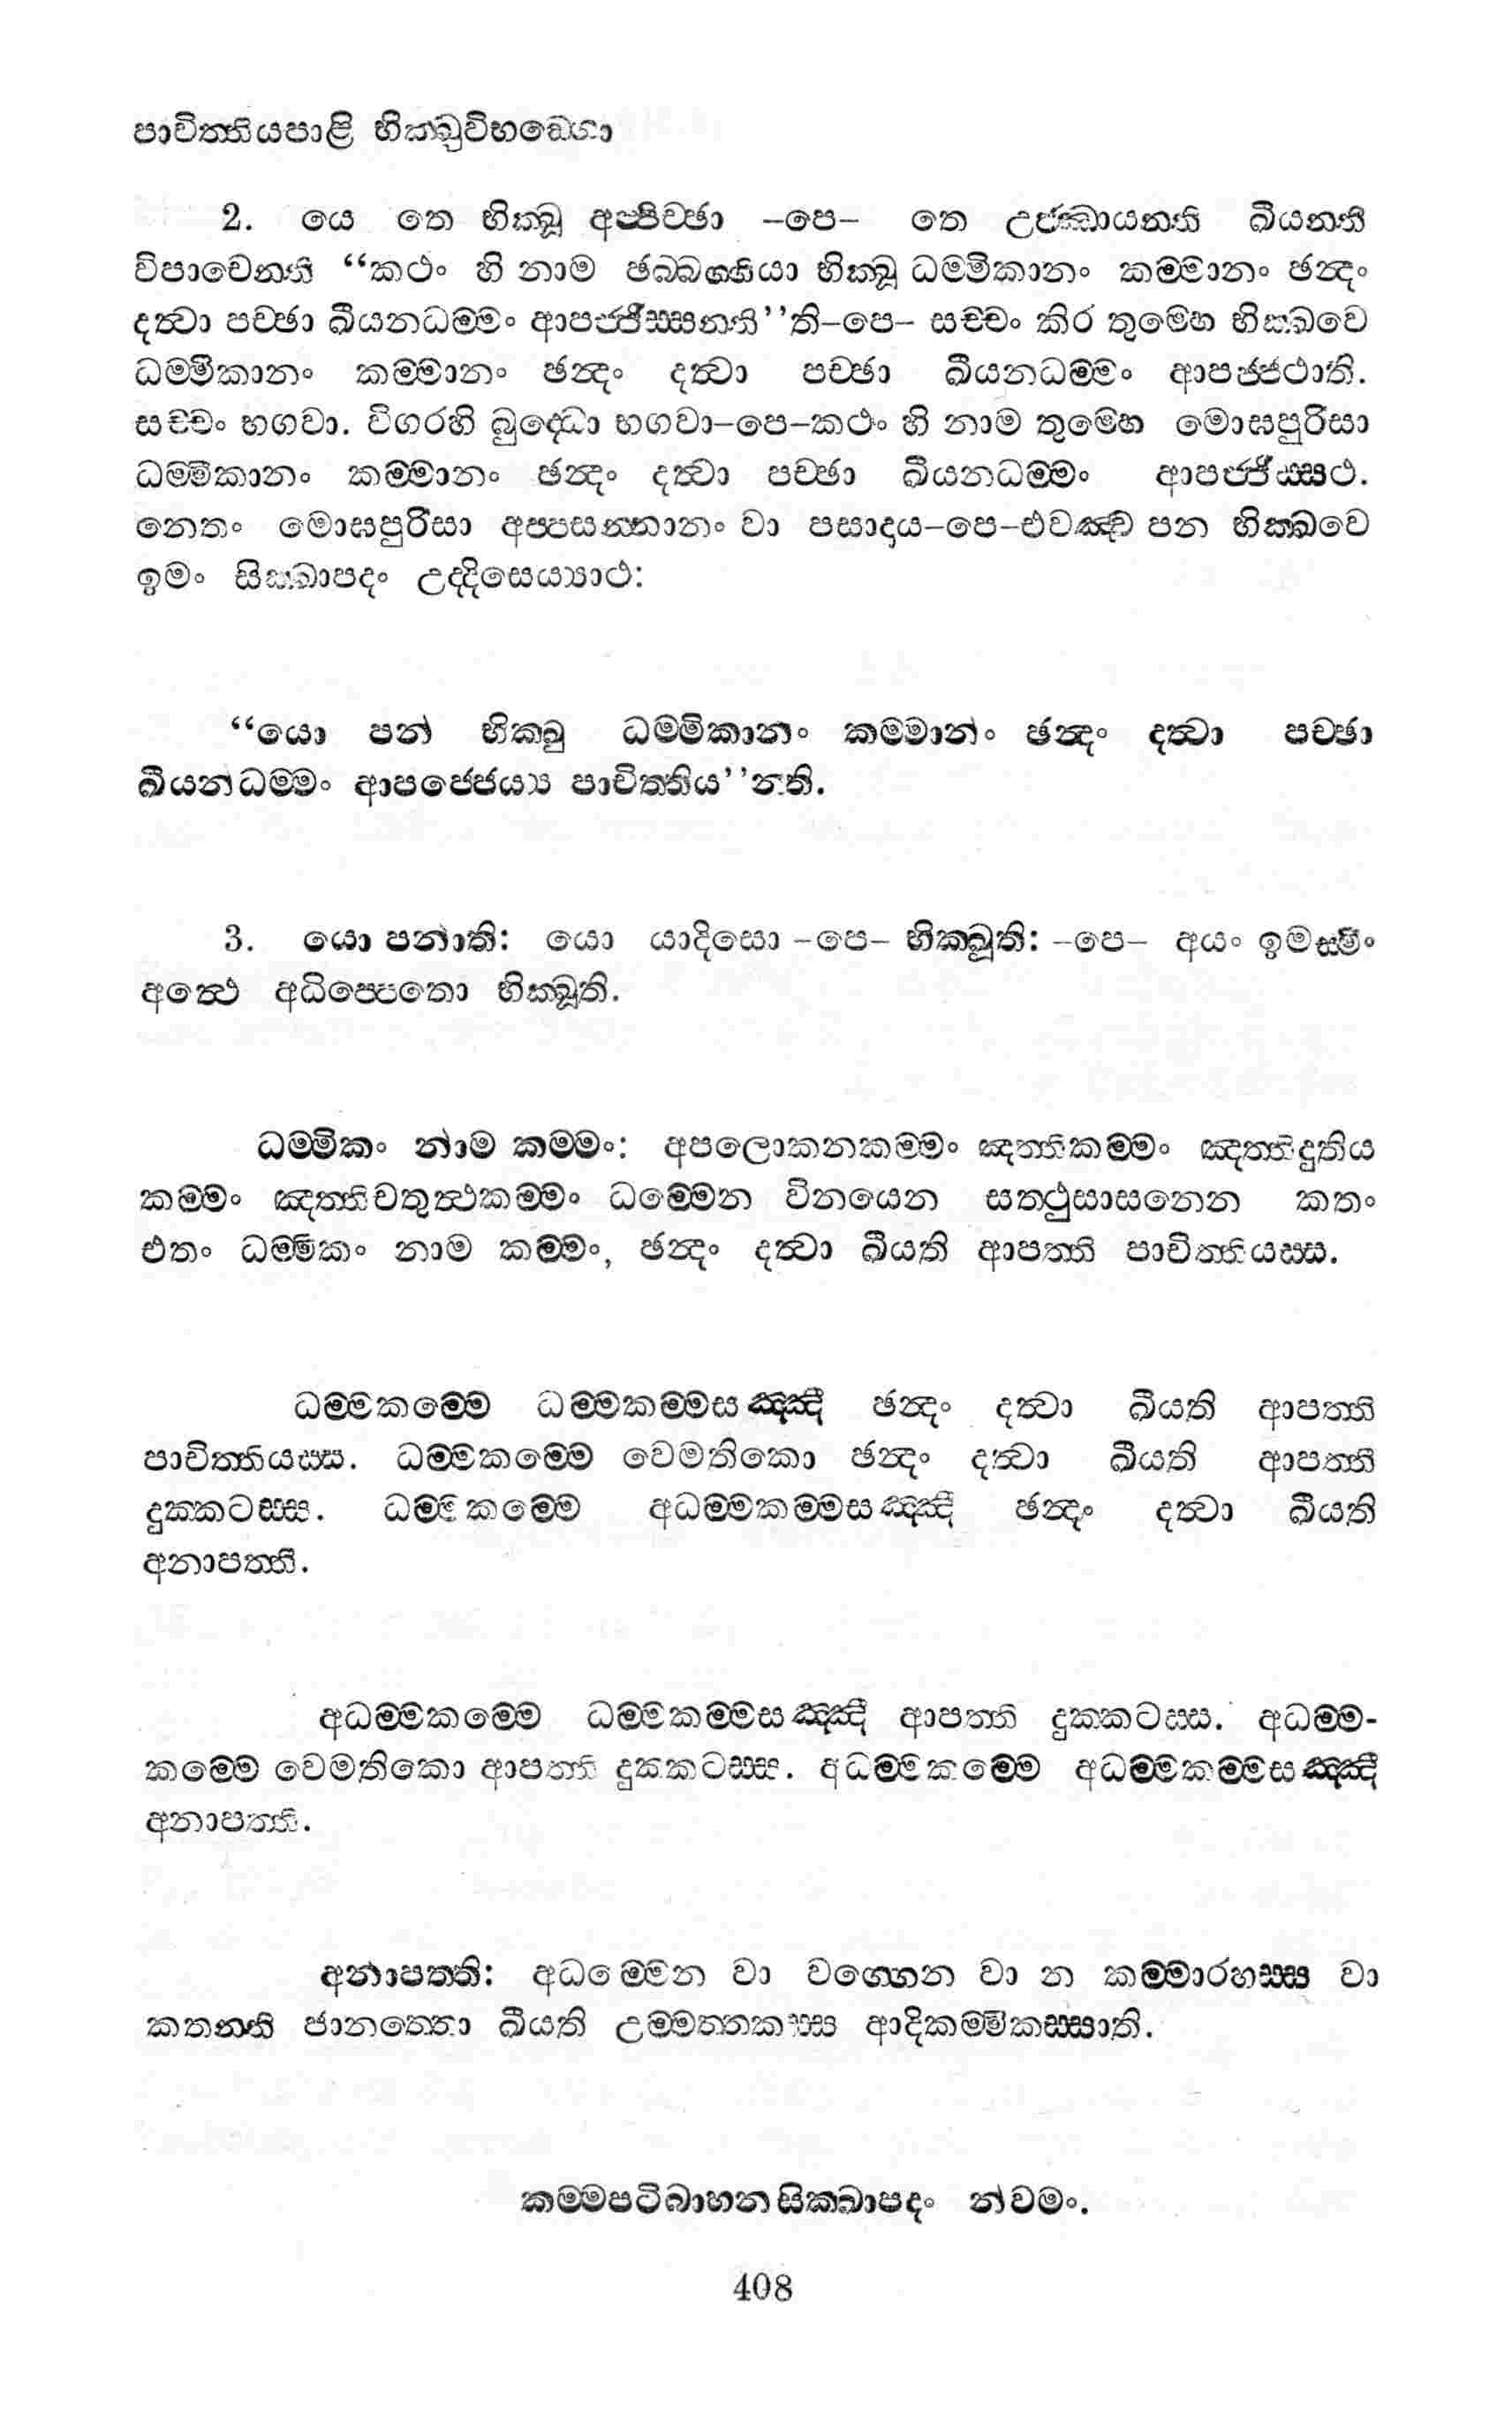 පාචිත්තියපාළි භික්ඛුවිභඞ්ගො
2. යෙ තෙ භික්ඛූ අප්පිච්ඡා –පෙ– තෙ උජ්ඣායන්ති ඛීයන්ති
විපාචෙන්ති “කථං හි නාම ඡබ්බග්ගියා භික්ඛූ ධම්මිකානං කම්මානං ඡන්දං
දත්වා පච්ඡා ඛීයනධම්මං ආපජ්ජිස්සන්ති’’ති–පෙ– සච්චං කිර තුම්හෙ භික්ඛවෙ
ධම්මිකානං කම්මානං ඡන්දං දත්වා පච්ඡා ඛීයනධම්මං ආපජ්ජථාති.
සච්චං භගවා. විගරහි බුද්ධො භගවා–පෙ–කථං හි නාම තුම්හෙ මොඝපුරිසා
ධම්මිකානං කම්මානං ඡන්දං දත්වා පච්ඡා ඛීයනධම්මං ආපජ්ජිස්සථ.
නෙතං මොඝපුරිසා අප්පසන්නානං වා පසාදාය–පෙ–එවඤ්ච පන භික්ඛවෙ
ඉමං සික්ඛාපදං උද්දිසෙය්‍යාථ:
“යො පන භික්ඛු ධම්මිකානං කම්මානං ඡන්දං දත්වා පච්ඡා
ඛීයනධම්මං ආපජ්ජෙය්‍ය පාචිත්තිය’’න්ති.
3. යො පනාති: යො යාදිසො –පෙ– භික්ඛූති: –පෙ– අයං ඉමස්මිං
අත්ථෙ අධිප්පෙතො භික්ඛූති.
ධම්මිකං නාම කම්මං: අපලොකනකම්මං ඤත්තිකම්මං ඤත්තිදුතිය
කම්මං ඤත්තිචතුත්ථකම්මං ධම්මෙන විනයෙන සත්ථුසාසනෙන කතං
එතං ධම්මිකං නාම කම්මං, ඡන්දං දත්වා ඛීයති ආපත්ති පාචිත්තියස්ස.
ධම්මකම්මෙ ධම්මකම්මසඤ්ඤී ඡන්දං දත්වා ඛීයති ආපත්ති
පාචිත්තියස්ස. ධම්මකම්මෙ වෙමතිකො ඡන්දං දත්වා ඛීයති ආපත්ති
දුක්කටස්ස. ධම්මකම්මෙ අධම්මකම්මසඤ්ඤී ඡන්දං දත්වා ඛීයති
අනාපත්ති.
අධම්මකම්මෙ ධම්මකම්මසඤ්ඤී ආපත්ති දුක්කටස්ස. අධම්ම-
කම්මෙ වෙමතිකො ආපත්ති දුක්කටස්ස. අධම්මකම්මෙ අධම්මකම්මසඤ්ඤී
අනාපත්ති.
අනාපත්ති: අධම්මෙන වා වග්ගෙන වා න කම්මාරහස්ස වා
කතන්ති ජානන්තො ඛීයති උම්මත්තකස්ස ආදිකම්මිකස්සාති.
කම්මපටිබාහනසික්ඛාපදං නවමං.
408